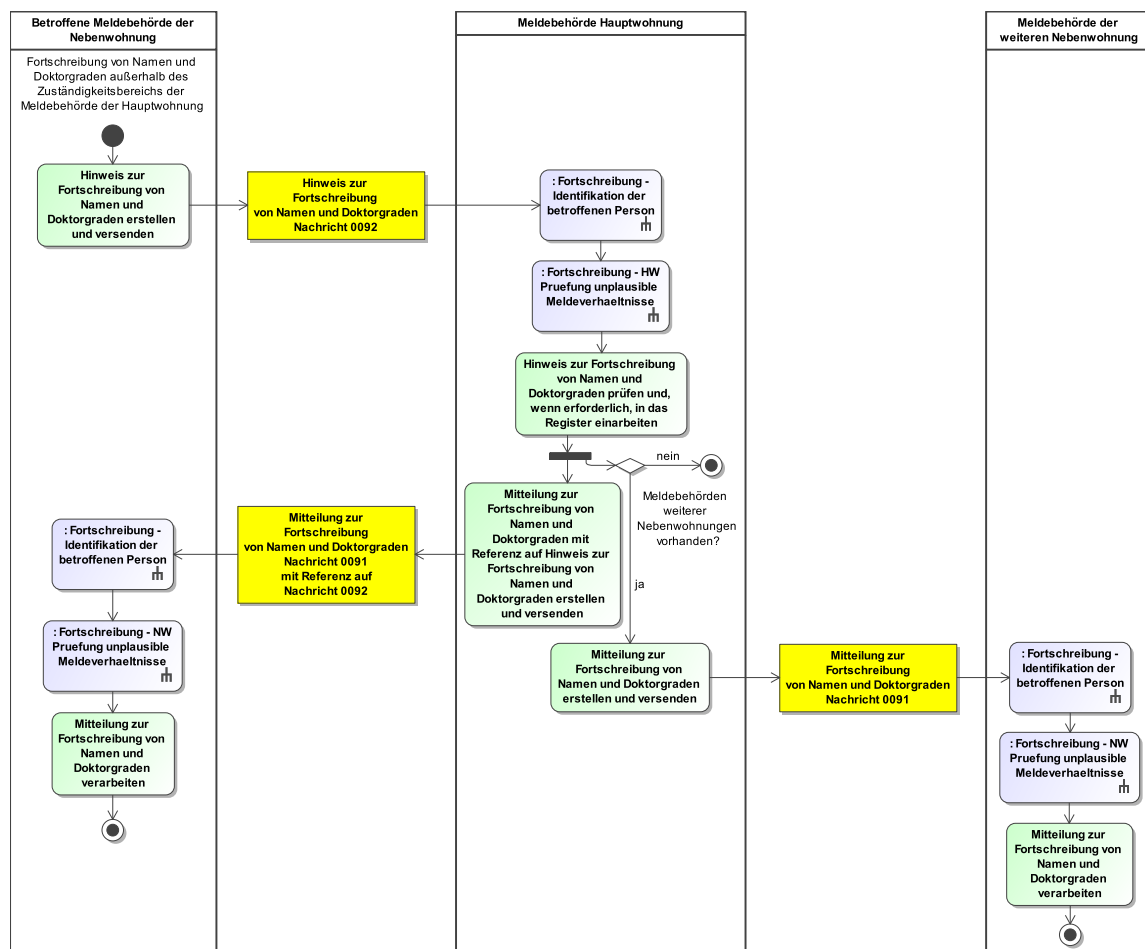 Betroffene Meldebehörde der
Nebenwohnung
Meldebehörde Hauptwohnung
Meldebehörde der
weiteren Nebenwohnung
Fortschreibung von Namen und
Doktorgraden außerhalb des
Zuständigkeitsbereichs der
Meldebehörde der Hauptwohnung
Hinweis zur
Fortschreibung von
Namen und
Doktorgraden erstellen
und versenden
Hinweis zur
Fortschreibung
von Namen und Doktorgraden
Nachricht 0092
: Fortschreibung -
Identifikation der
betroffenen Person
: Fortschreibung - HW
Pruefung unplausible
Meldeverhaeltnisse
Hinweis zur Fortschreibung
von Namen und
Doktorgraden prüfen und,
wenn erforderlich, in das
Register einarbeiten
nein
Meldebehörden
weiterer
Nebenwohnungen
vorhanden?
ja
Mitteilung zur
Fortschreibung von
Namen und
Doktorgraden mit
Referenz auf Hinweis zur
Fortschreibung von
Namen und
Doktorgraden erstellen
und versenden
Mitteilung zur
Fortschreibung
von Namen und Doktorgraden
Nachricht 0091
mit Referenz auf
Nachricht 0092
: Fortschreibung -
Identifikation der
betroffenen Person
: Fortschreibung - NW
Pruefung unplausible
Meldeverhaeltnisse
Mitteilung zur
Fortschreibung von
Namen und
Doktorgraden
verarbeiten
Mitteilung zur
Fortschreibung von
Namen und Doktorgraden
erstellen und versenden
Mitteilung zur
Fortschreibung
von Namen und Doktorgraden
Nachricht 0091
: Fortschreibung -
Identifikation der
betroffenen Person
: Fortschreibung - NW
Pruefung unplausible
Meldeverhaeltnisse
Mitteilung zur
Fortschreibung von
Namen und
Doktorgraden
verarbeiten